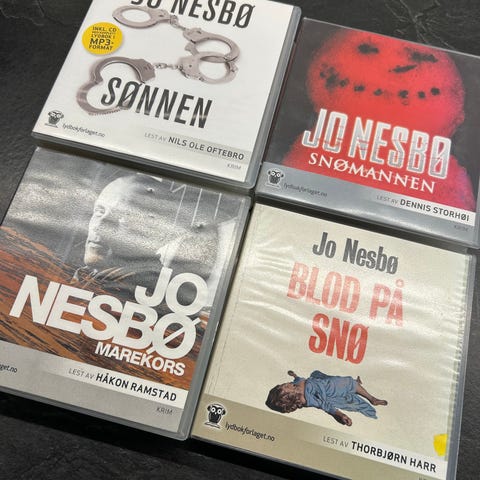 JO NESBØ
INKL. CD
LYDBOK I
MP3-
FORMAT
SØNNEN
lydbokforlaget.no
LEST AV NILS OLE OFTEBRO
KRIM
JO NESBØ
SNØMANNEN
lydbokforlaget.no
LEST AV DENNIS STORHØI
KRIM
JO
NESBØ
MAREKORS
LEST AV HÅKON RAMSTAD
KRIM
Jo Nesbø
BLOD PÅ
SNØ
lydbokforlaget.no
LEST AV THORBJØRN HARR
KRIM